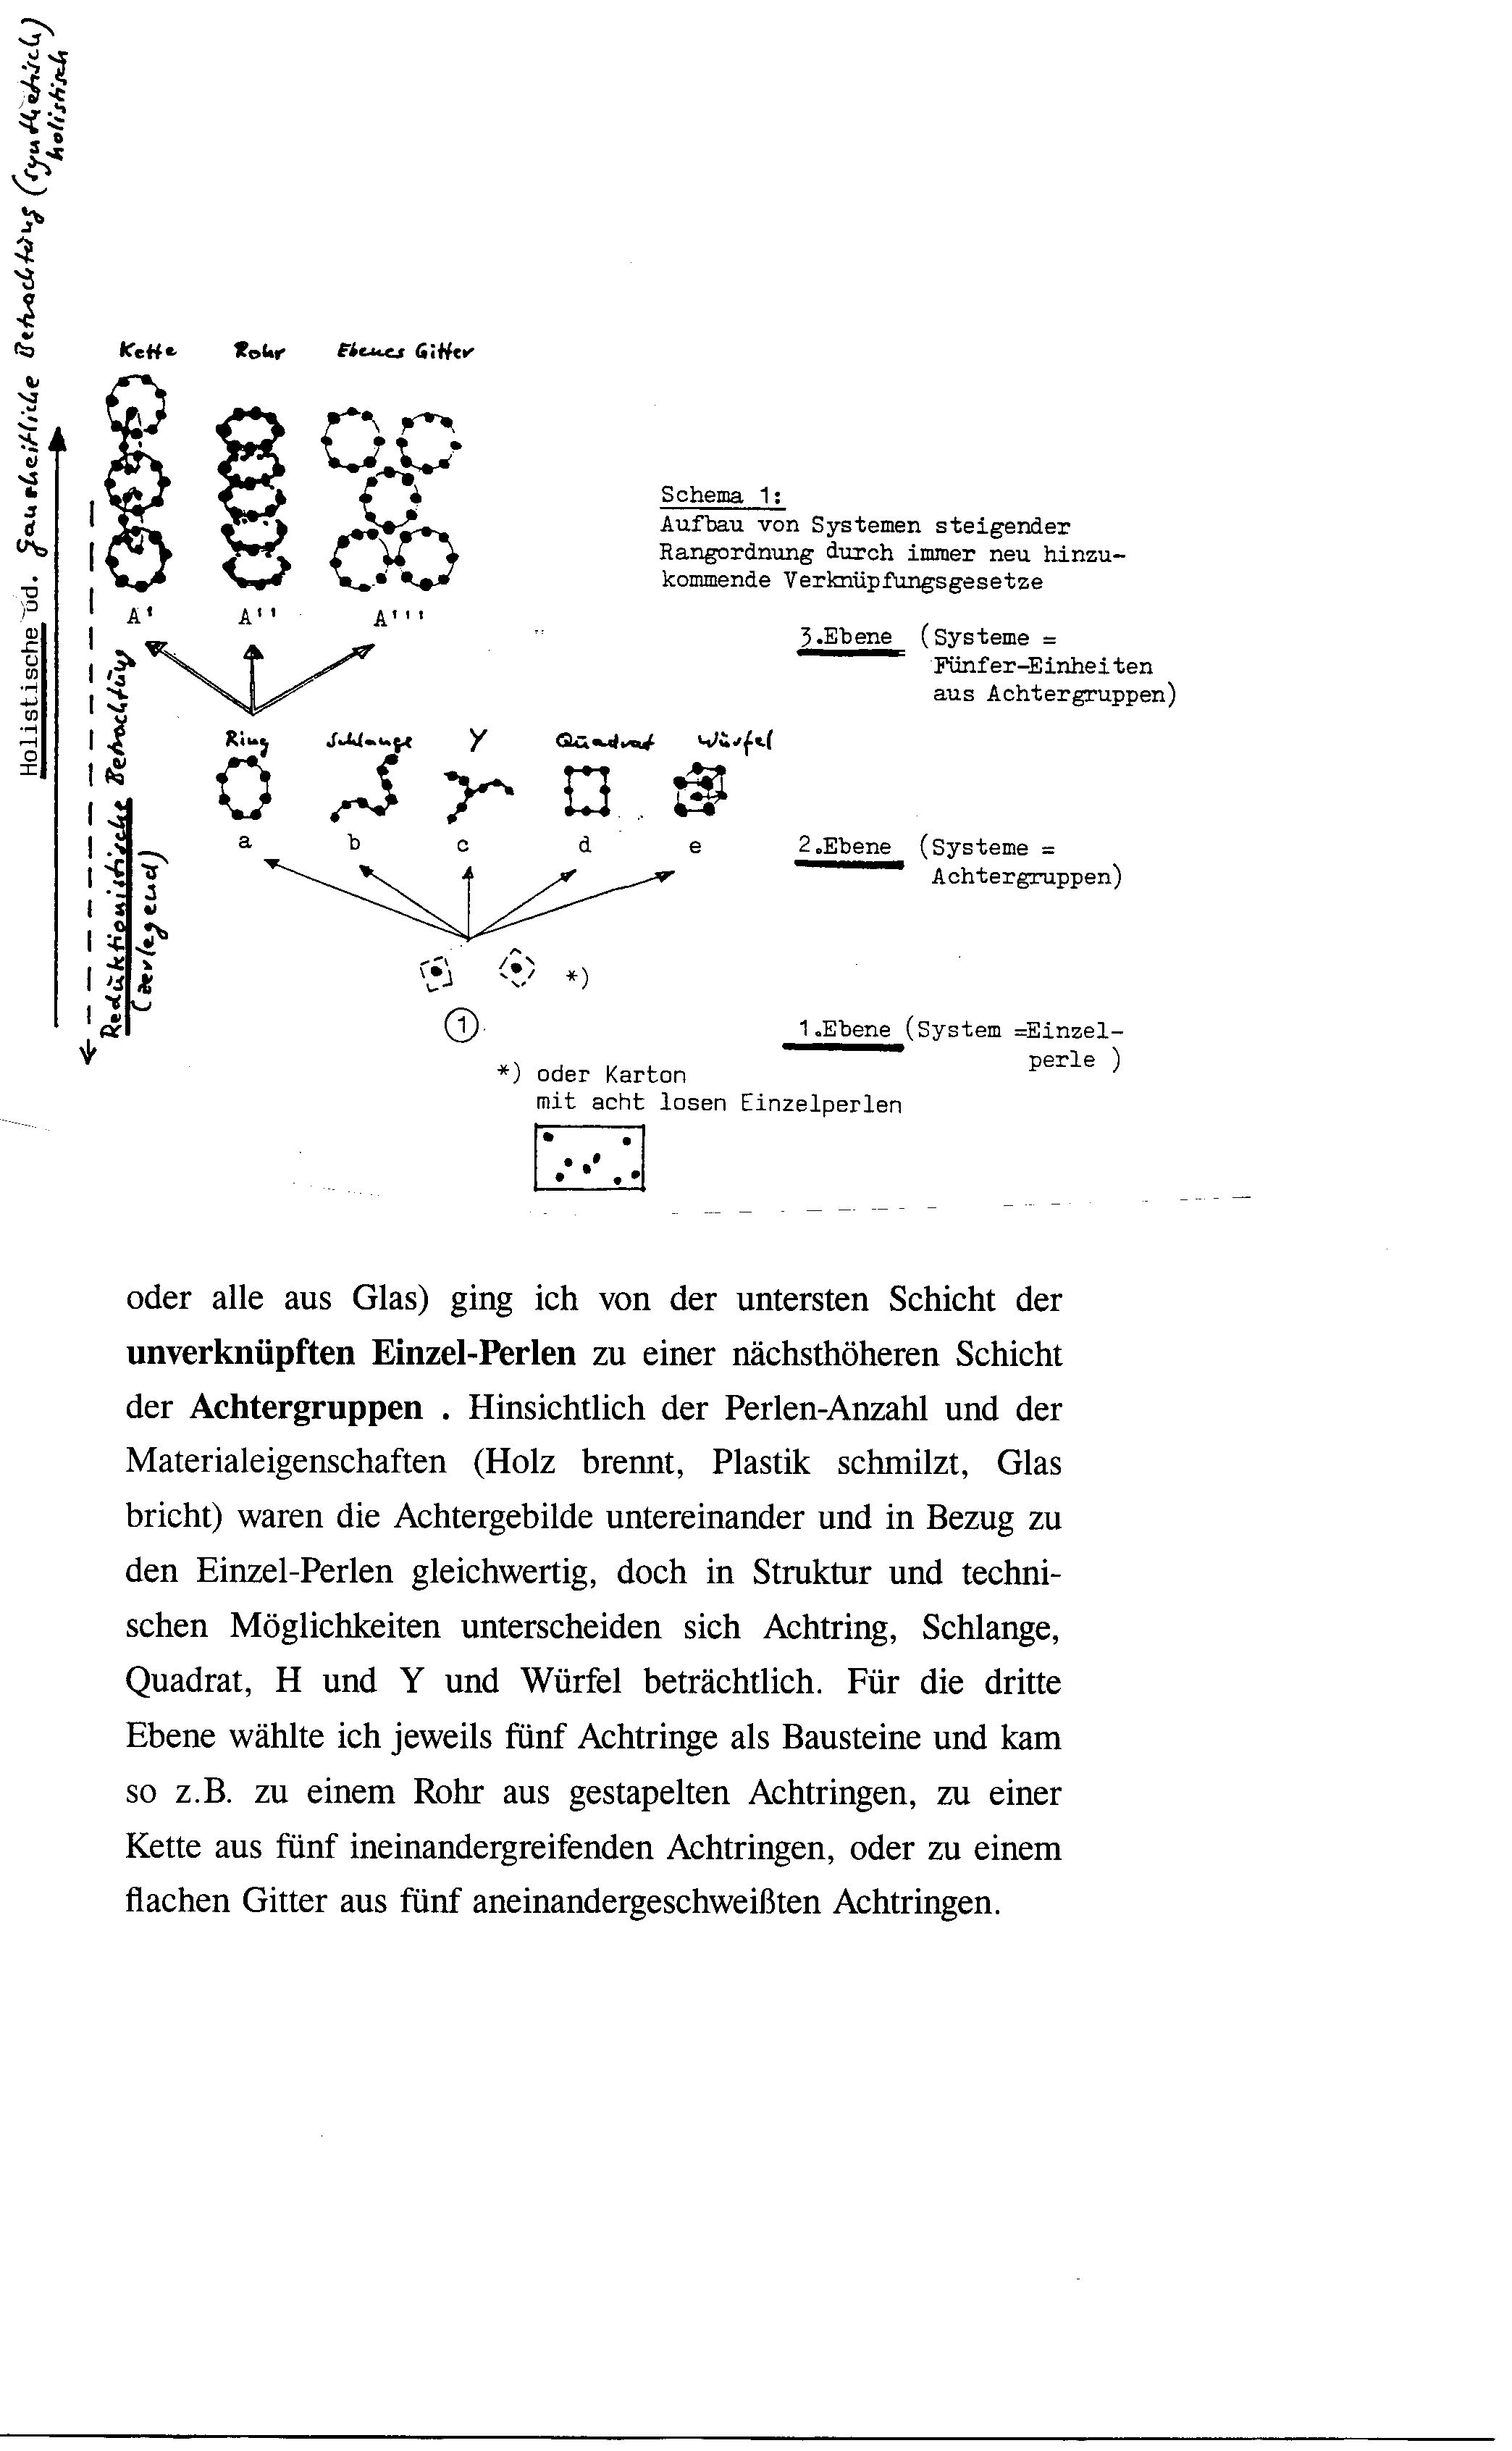 Holistische od. Ganzheitliche Betrachtung (synthetisch)
holistisch
Reduktionistische Betrachtung
(zerlegend)
Kette Rohr Ebenes Gitter
A' A'' A'''
Schema 1:
Aufbau von Systemen steigender
Rangordnung durch immer neu hinzu-
kommende Verknüpfungsgesetze
3.Ebene (Systeme =
Fünfer-Einheiten
aus Achtergruppen)
Ring Schlange Y Quadrat Würfel
a b c d e
2.Ebene (Systeme =
Achtergruppen)
*)
1
1.Ebene (System =Einzel-
perle )
*) oder Karton
mit acht losen Einzelperlen
oder alle aus Glas) ging ich von der untersten Schicht der
unverknüpften Einzel-Perlen zu einer nächsthöheren Schicht
der Achtergruppen . Hinsichtlich der Perlen-Anzahl und der
Materialeigenschaften (Holz brennt, Plastik schmilzt, Glas
bricht) waren die Achtergebilde untereinander und in Bezug zu
den Einzel-Perlen gleichwertig, doch in Struktur und techni-
schen Möglichkeiten unterscheiden sich Achtring, Schlange,
Quadrat, H und Y und Würfel beträchtlich. Für die dritte
Ebene wählte ich jeweils fünf Achtringe als Bausteine und kam
so z.B. zu einem Rohr aus gestapelten Achtringen, zu einer
Kette aus fünf ineinandergreifenden Achtringen, oder zu einem
flachen Gitter aus fünf aneinandergeschweißten Achtringen.